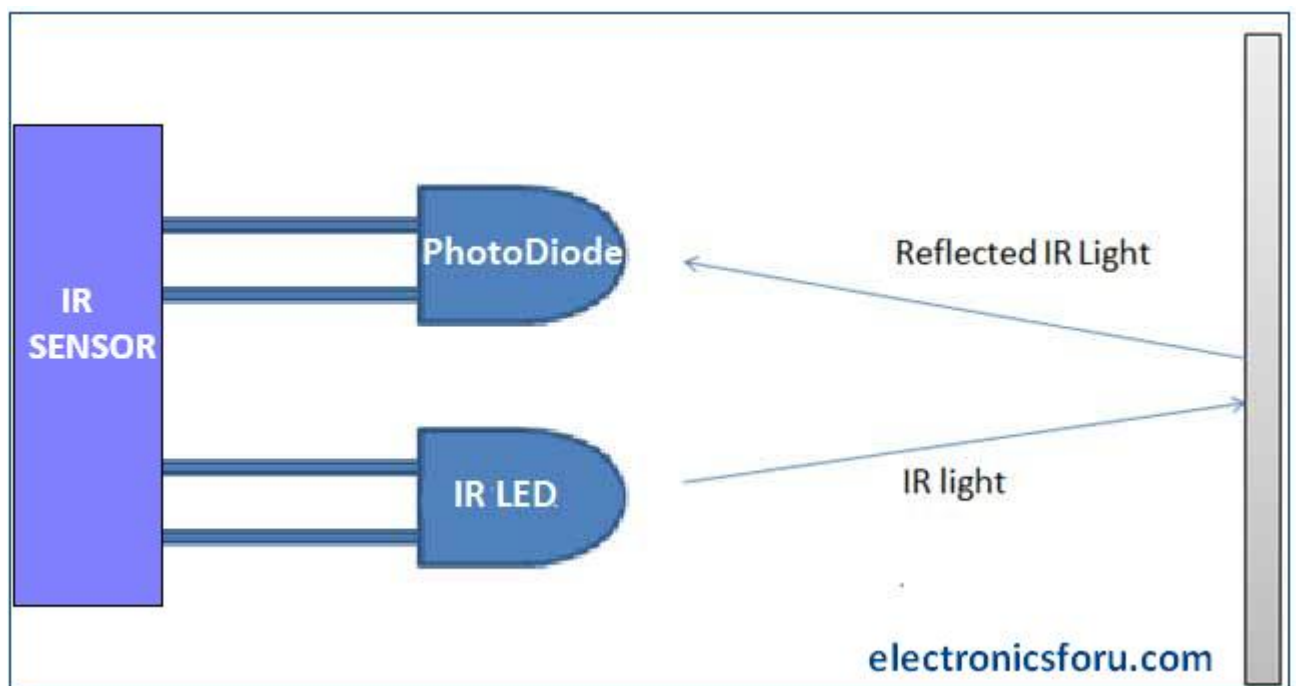 PhotoDiode
Reflected IR Light
IR
SENSOR
IR LED
IR light
electronicsforu.com